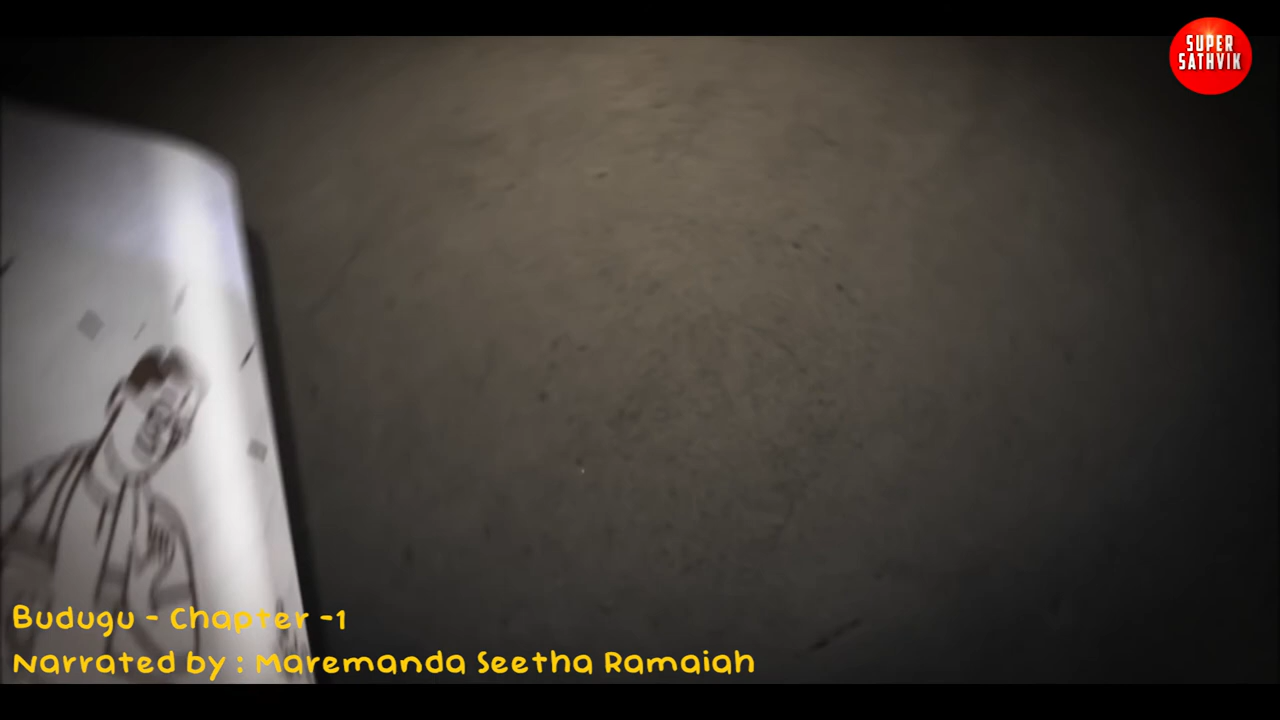 SUPER
SATHVIK
Budugu - Chapter -1
Narrated by : Maremanda Seetha Ramaiah